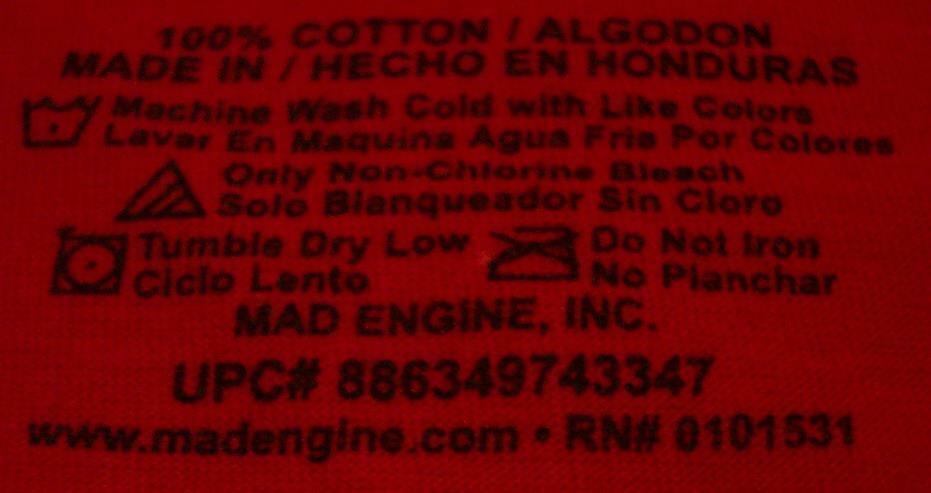 100% COTTON / ALGODON
MADE IN / HECHO EN HONDURAS
Machine Wash Cold with Like Colors
Lavar En Maquina Agua Fria Por Colores
Only Non-Chlorine Bleach
Solo Blanqueador Sin Cloro
Tumble Dry Low
Ciclo Lento
Do Not Iron
No Planchar
MAD ENGINE, INC.
UPC# 886349743347
www.madengine.com • RN# 0101531